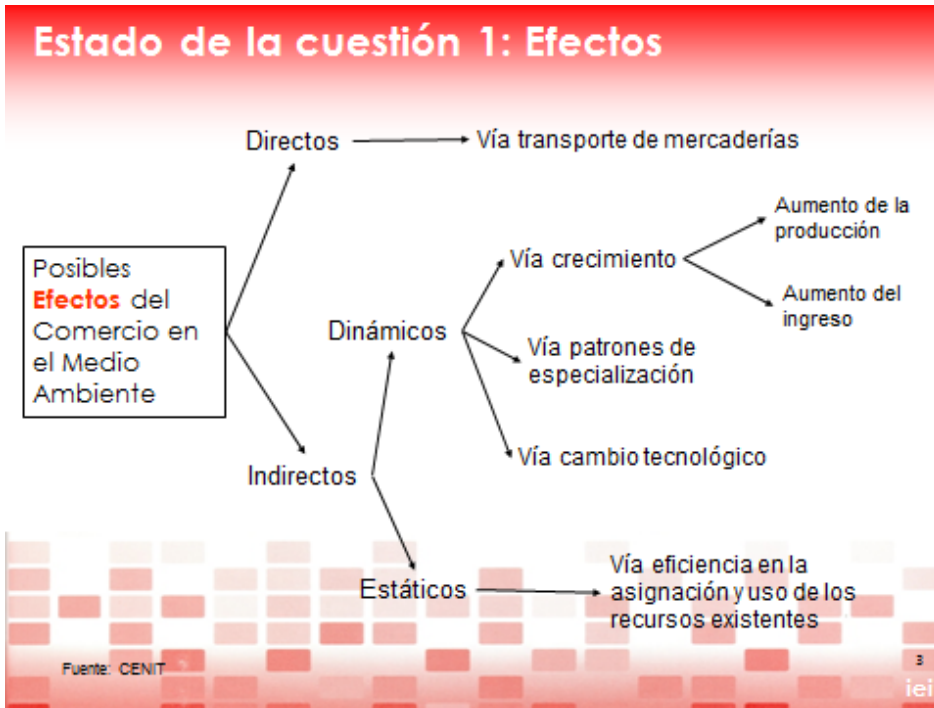 Estado de la cuestión 1: Efectos
Directos
Vía transporte de mercaderías
Aumento de la
producción
Vía crecimiento
Posibles
Efectos del
Comercio en
el Medio
Ambiente
Aumento del
ingreso
Dinámicos
Vía patrones de
especialización
Vía cambio tecnológico
Indirectos
Estáticos
Vía eficiencia en la
asignación y uso de los
recursos existentes
Fuente: CENIT
3
iei